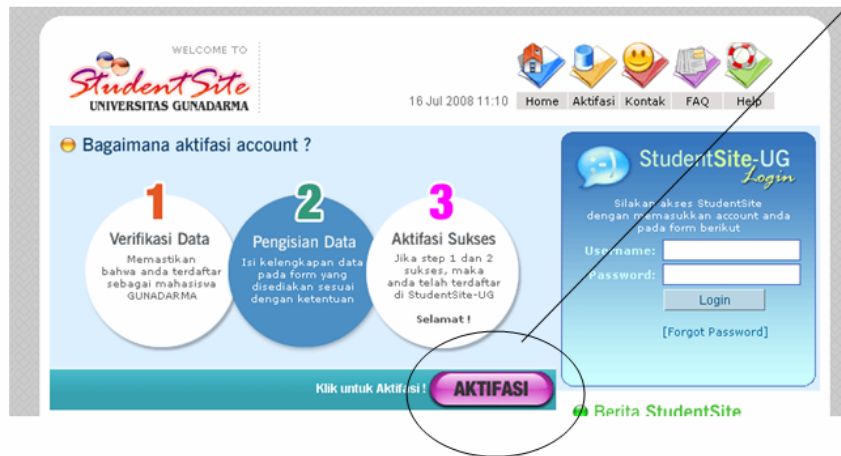 WELCOME TO
StudentSite
UNIVERSITAS GUNADARMA
16 Jul 2008 11:10
Home
Aktifasi
Kontak
FAQ
Help
Bagaimana aktifasi account ?
1
Verifikasi Data
Memastikan
bahwa anda terdaftar
sebagai mahasiswa
GUNADARMA
2
Pengisian Data
Isi kelengkapan data
pada form yang
disediakan sesuai
dengan ketentuan
3
Aktifasi Sukses
Jika step 1 dan 2
sukses, maka
anda telah terdaftar
di StudentSite-UG
Selamat !
Klik untuk Aktifasi !
AKTIFASI
StudentSite-UG
Login
Silakan akses StudentSite
dengan memasukkan account anda
pada form berikut
Username:
Password:
Login
[Forgot Password]
Berita StudentSite